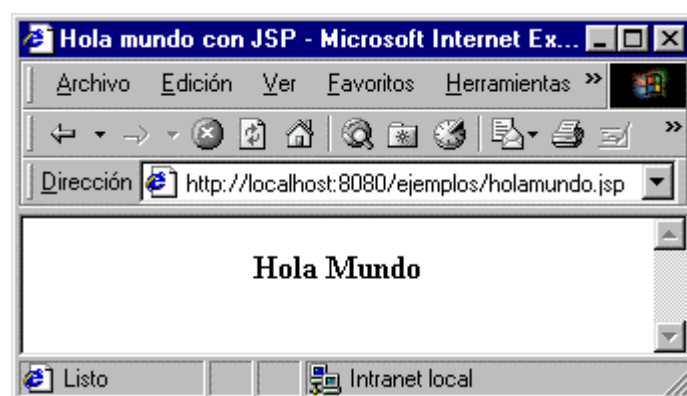 Hola mundo con JSP - Microsoft Internet Ex...
Archivo Edición Ver Favoritos Herramientas »
»
Dirección http://localhost:8080/ejemplos/holamundo.jsp
Hola Mundo
Listo Intranet local